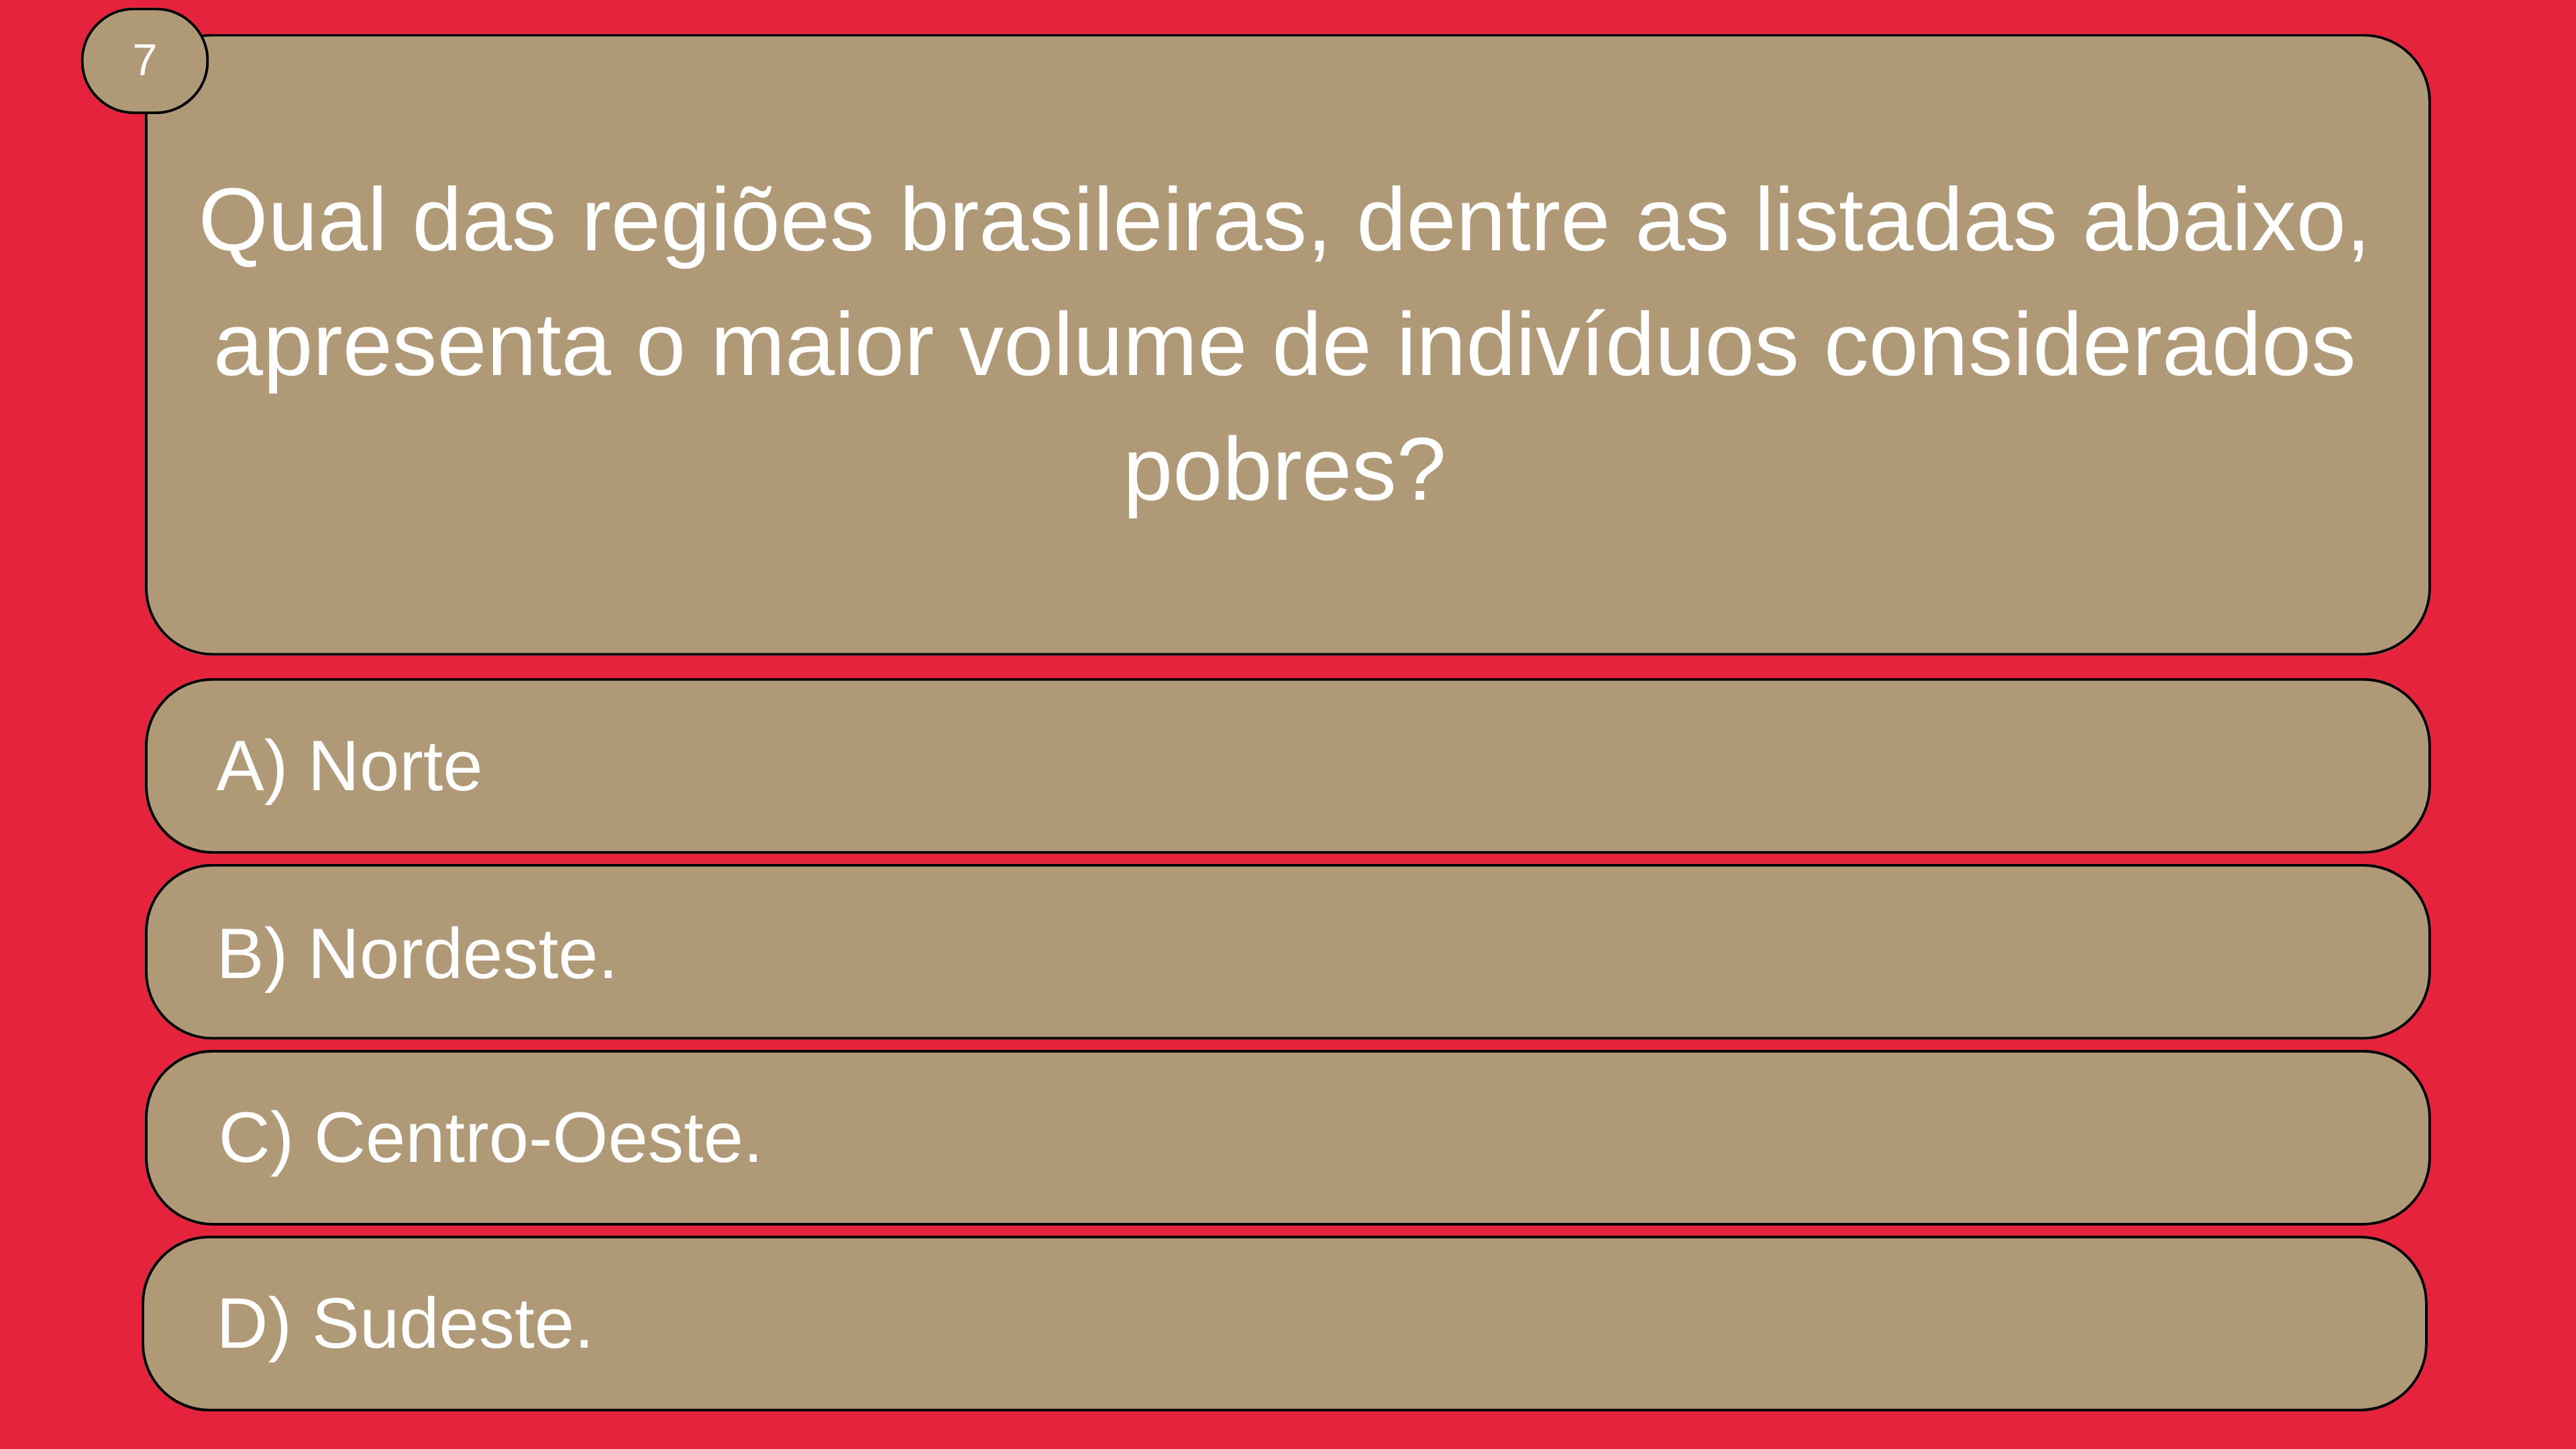 7
Qual das regiões brasileiras, dentre as listadas abaixo,
apresenta o maior volume de indivíduos considerados
pobres?
A) Norte
B) Nordeste.
C) Centro-Oeste.
D) Sudeste.